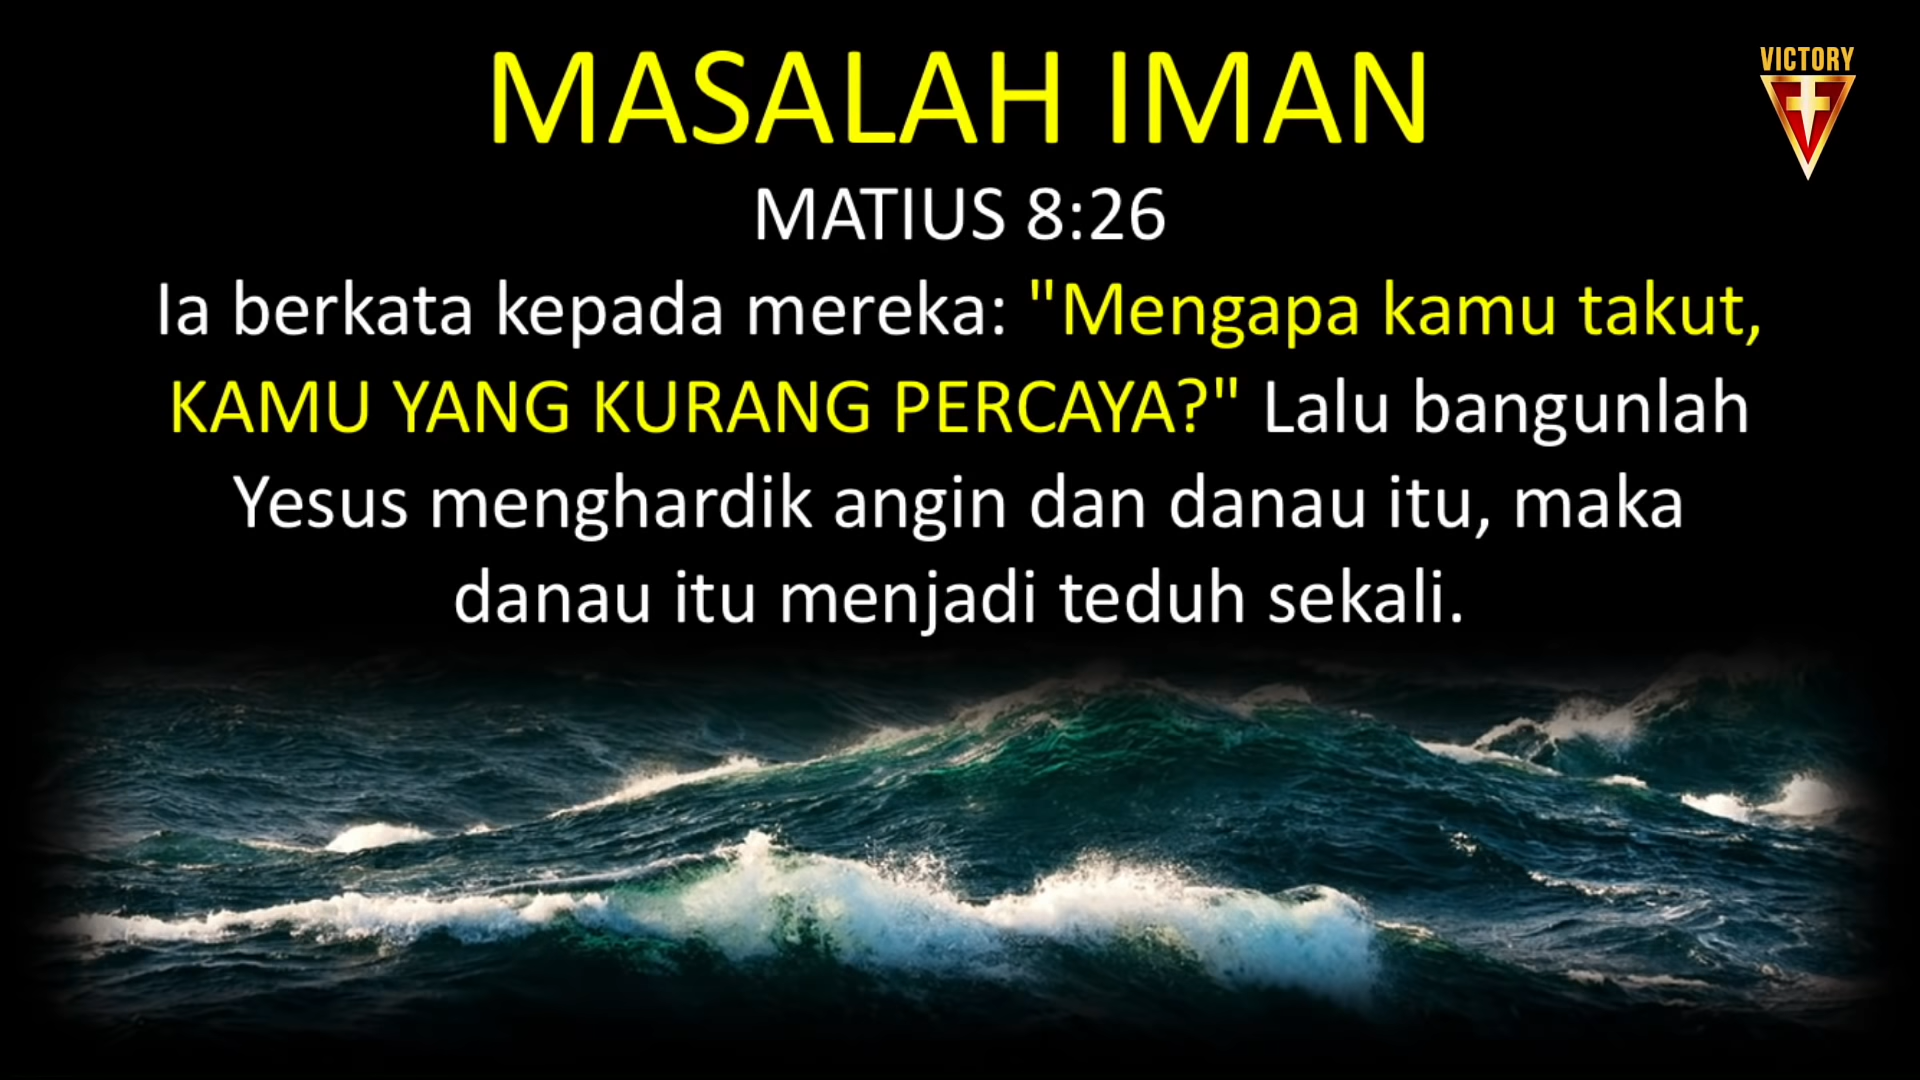 MASALAH IMAN
VICTORY
MATIUS 8:26
Ia berkata kepada mereka: "Mengapa kamu takut,
KAMU YANG KURANG PERCAYA?" Lalu bangunlah
Yesus menghardik angin dan danau itu, maka
danau itu menjadi teduh sekali.